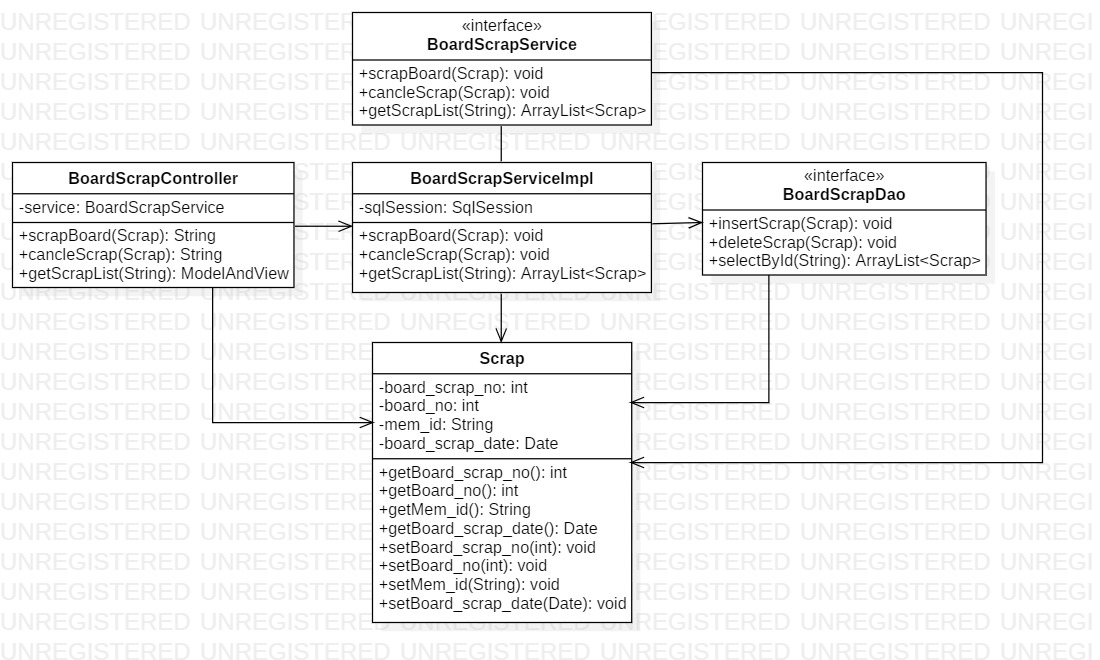 «interface»
BoardScrapService
+scrapBoard(Scrap): void
+cancleScrap(Scrap): void
+getScrapList(String): ArrayList<Scrap>
BoardScrapController
-service: BoardScrapService
+scrapBoard(Scrap): String
+cancleScrap(Scrap): String
+getScrapList(String): ModelAndView
BoardScrapServiceImpl
-sqlSession: SqlSession
+scrapBoard(Scrap): void
+cancleScrap(Scrap): void
+getScrapList(String): ArrayList<Scrap>
«interface»
BoardScrapDao
+insertScrap(Scrap): void
+deleteScrap(Scrap): void
+selectById(String): ArrayList<Scrap>
Scrap
-board_scrap_no: int
-board_no: int
-mem_id: String
-board_scrap_date: Date
+getBoard_scrap_no(): int
+getBoard_no(): int
+getMem_id(): String
+getBoard_scrap_date(): Date
+setBoard_scrap_no(int): void
+setBoard_no(int): void
+setMem_id(String): void
+setBoard_scrap_date(Date): void
UNREGISTERED